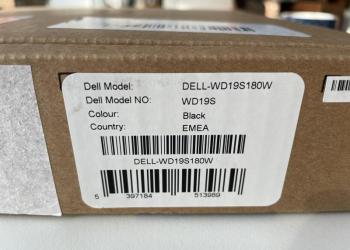 Dell Model: DELL-WD19S180W
Dell Model NO: WD19S
Colour: Black
Country: EMEA
DELL-WD19S180W
5 397184 513989